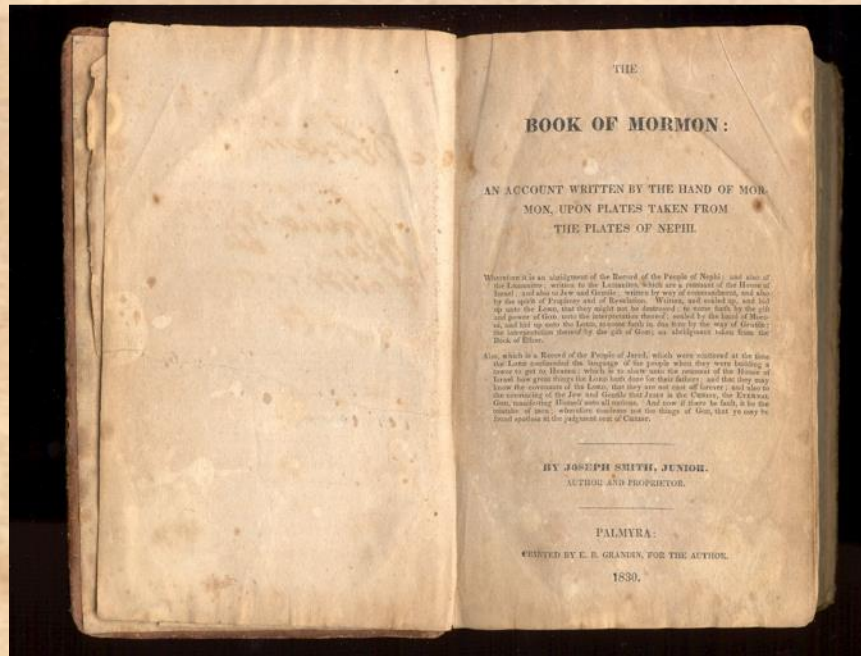 THE
BOOK OF MORMON:
AN ACCOUNT WRITTEN BY THE HAND OF MOR-
MON, UPON PLATES TAKEN FROM
THE PLATES OF NEPHI.
Wherefore it is an abridgment of the Record of the People of Nephi; and also of
the Lamanites; written to the Lamanites, which are a remnant of the House of
Israel; and also to Jew and Gentile; written by way of commandment, and also
by the spirit of Prophecy and of Revelation. Written, and sealed up, and hid
up unto the LORD, that they might not be destroyed; to come forth by the gift
and power of GOD, unto the interpretation thereof; sealed by the hand of Moro-
ni, and hid up unto the LORD, to come forth in due time by the way of Gentile;
the interpretation thereof by the gift of GOD; an abridgment taken from the
Book of Ether.
Also, which is a Record of the People of Jared, which were scattered at the time
the LORD confounded the language of the people when they were building a
tower to get to Heaven: which is to shew unto the remnant of the House of
Israel how great things the LORD hath done for their fathers; and that they may
know the covenants of the LORD, that they are not cast off forever; and also to
the convincing of the Jew and Gentile that JESUS is the CHRIST, the ETERNAL
GOD, manifesting Himself unto all nations. And now if there be fault, it be the
mistake of men; wherefore condemn not the things of GOD, that ye may be
found spotless at the judgment seat of CHRIST.
BY JOSEPH SMITH, JUNIOR,
AUTHOR AND PROPRIETOR.
PALMYRA:
PRINTED BY E. B. GRANDIN, FOR THE AUTHOR.
1830.